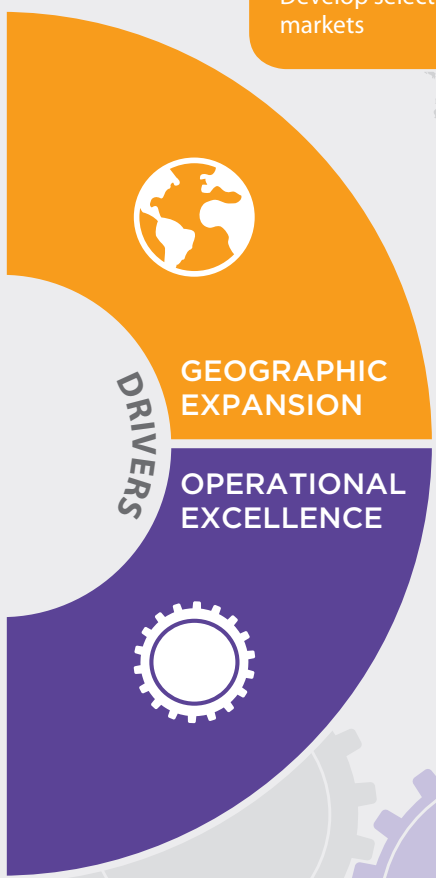 markets
GEOGRAPHIC
EXPANSION
DRIVERS
OPERATIONAL
EXCELLENCE